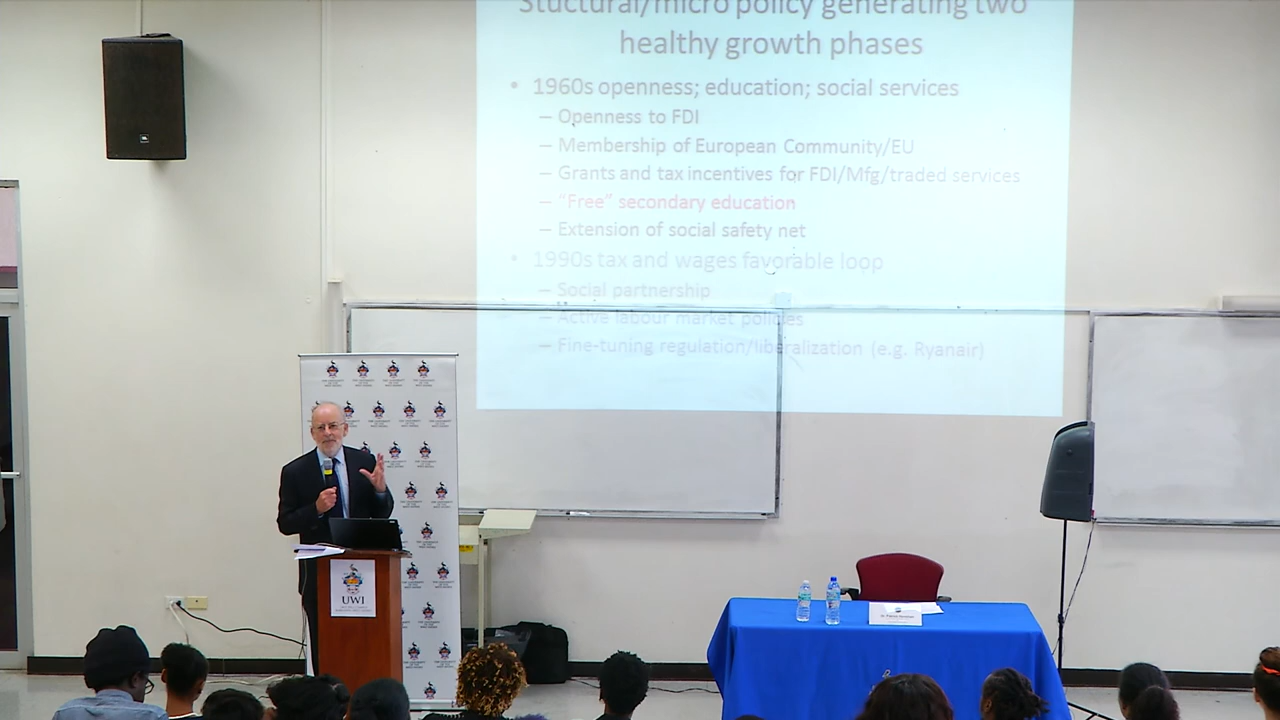 Stuctural/micro policy generating two
healthy growth phases
• 1960s openness; education; social services
– Openness to FDI
– Membership of European Community/EU
– Grants and tax incentives for FDI/Mfg/traded services
– "Free" secondary education
– Extension of social safety net
• 1990s tax and wages favorable loop
– Social partnership
– Active labour market policies
– Fine-tuning regulation/liberalization (e.g. Ryanair)
UWI